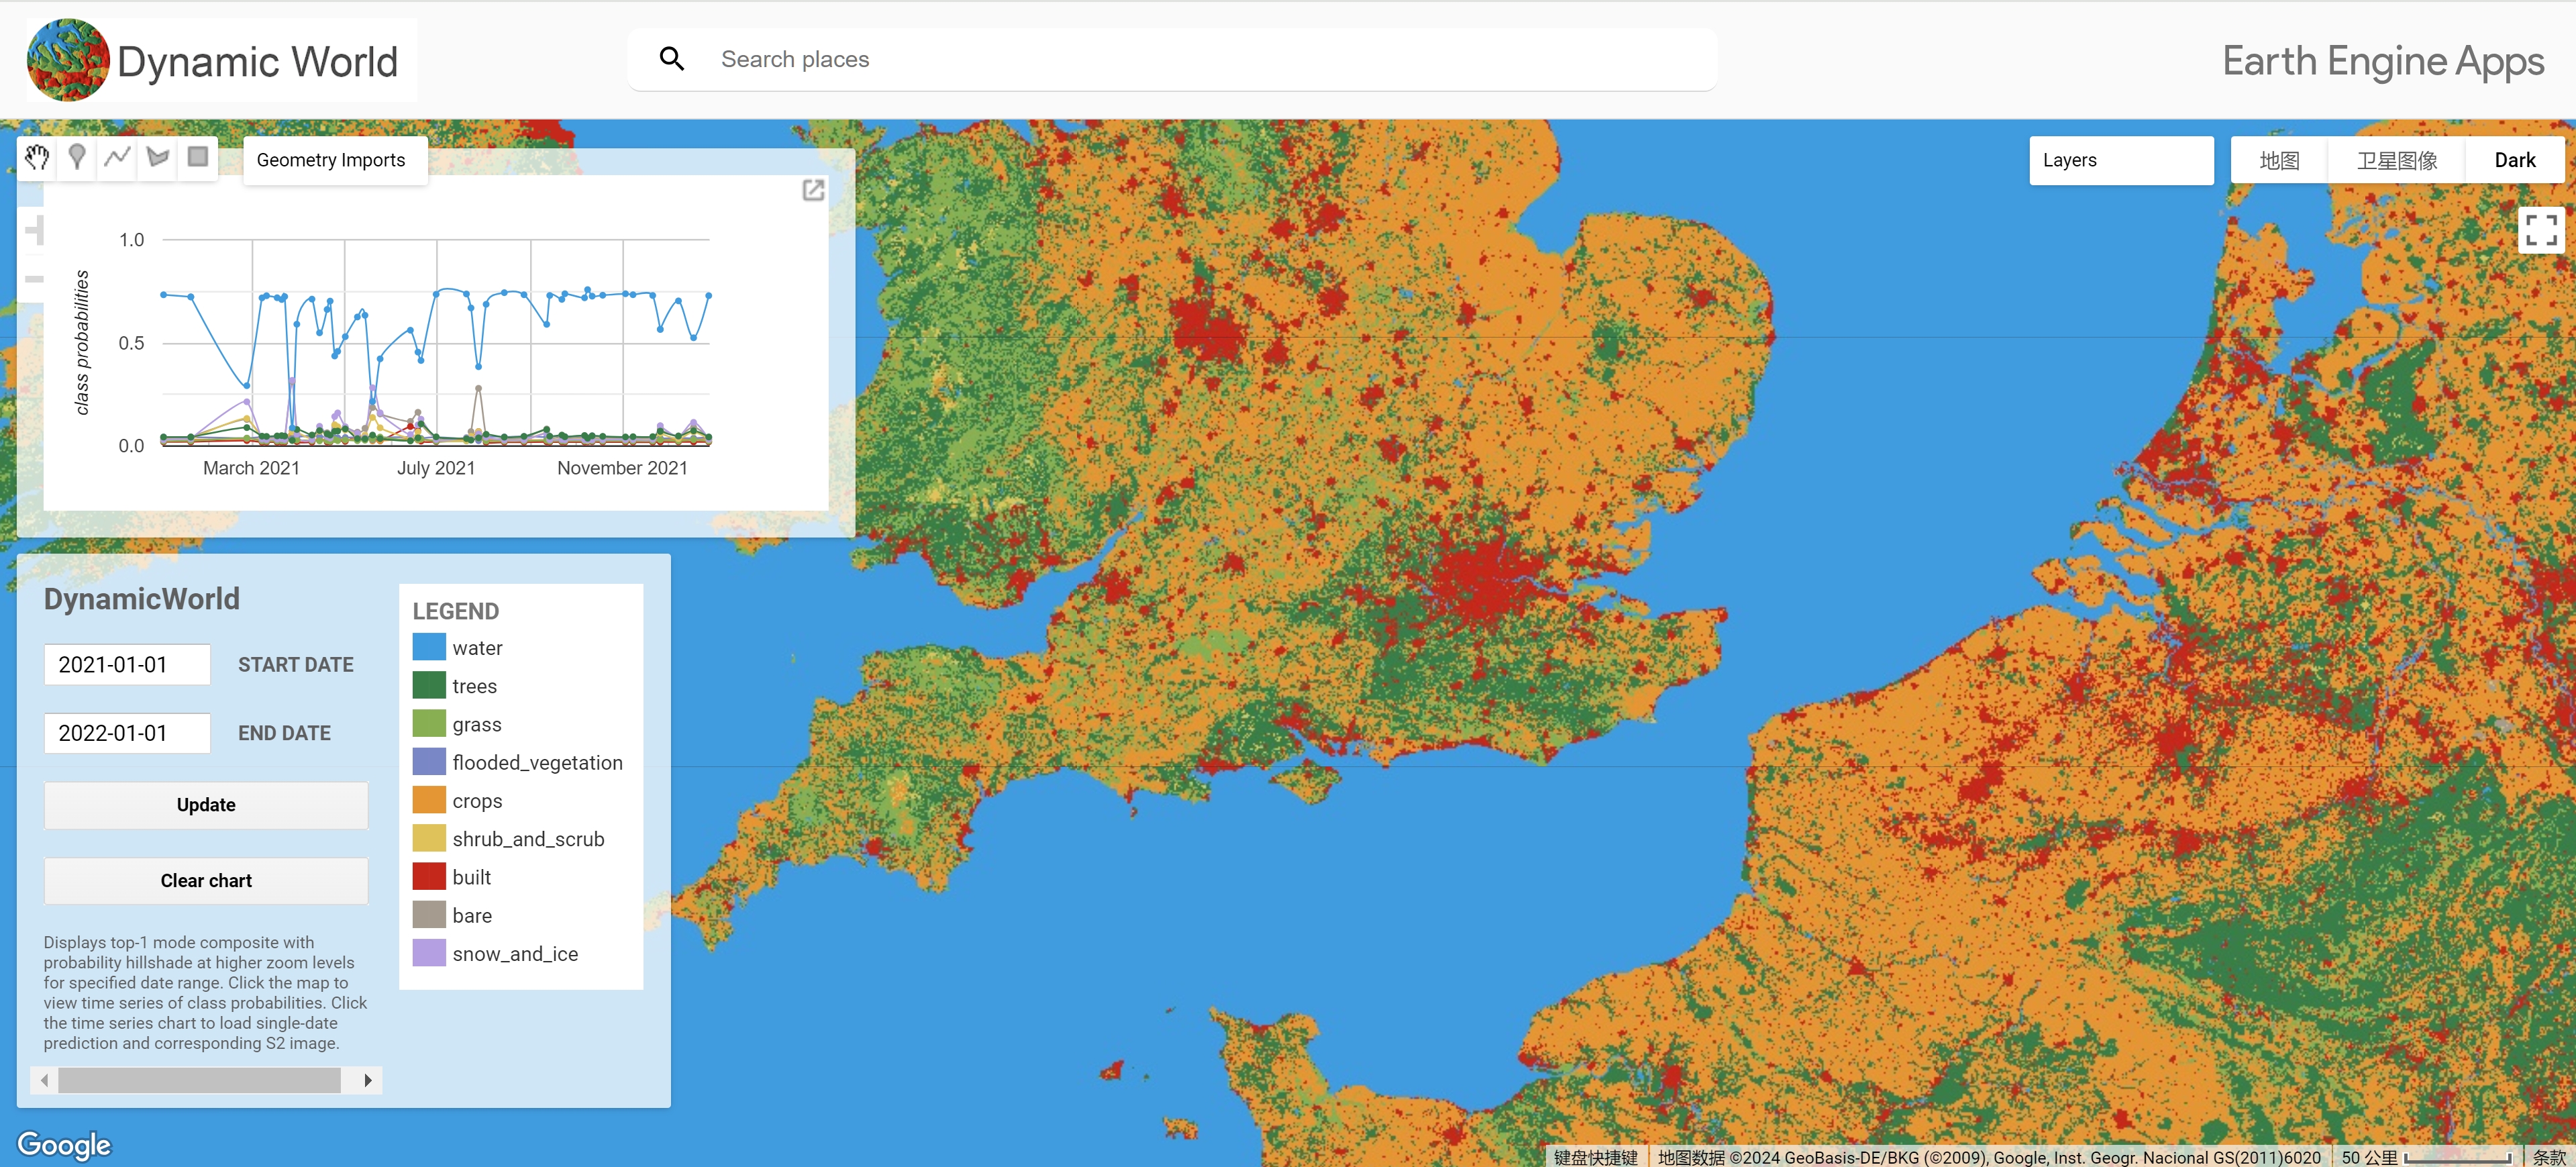 Dynamic World
Search places
Earth Engine Apps
Geometry Imports
Layers
地图
卫星图像
Dark
1.0
0.5
0.0
class probabilities
March 2021
July 2021
November 2021
DynamicWorld
2021-01-01 START DATE
2022-01-01 END DATE
Update
Clear chart
Displays top-1 mode composite with
probability hillshade at higher zoom levels
for specified date range. Click the map to
view time series of class probabilities. Click
the time series chart to load single-date
prediction and corresponding S2 image.
LEGEND
water
trees
grass
flooded_vegetation
crops
shrub_and_scrub
built
bare
snow_and_ice
Google
键盘快捷键 地图数据 ©2024 GeoBasis-DE/BKG (©2009), Google, Inst. Geogr. Nacional GS(2011)6020 50 公里 条款